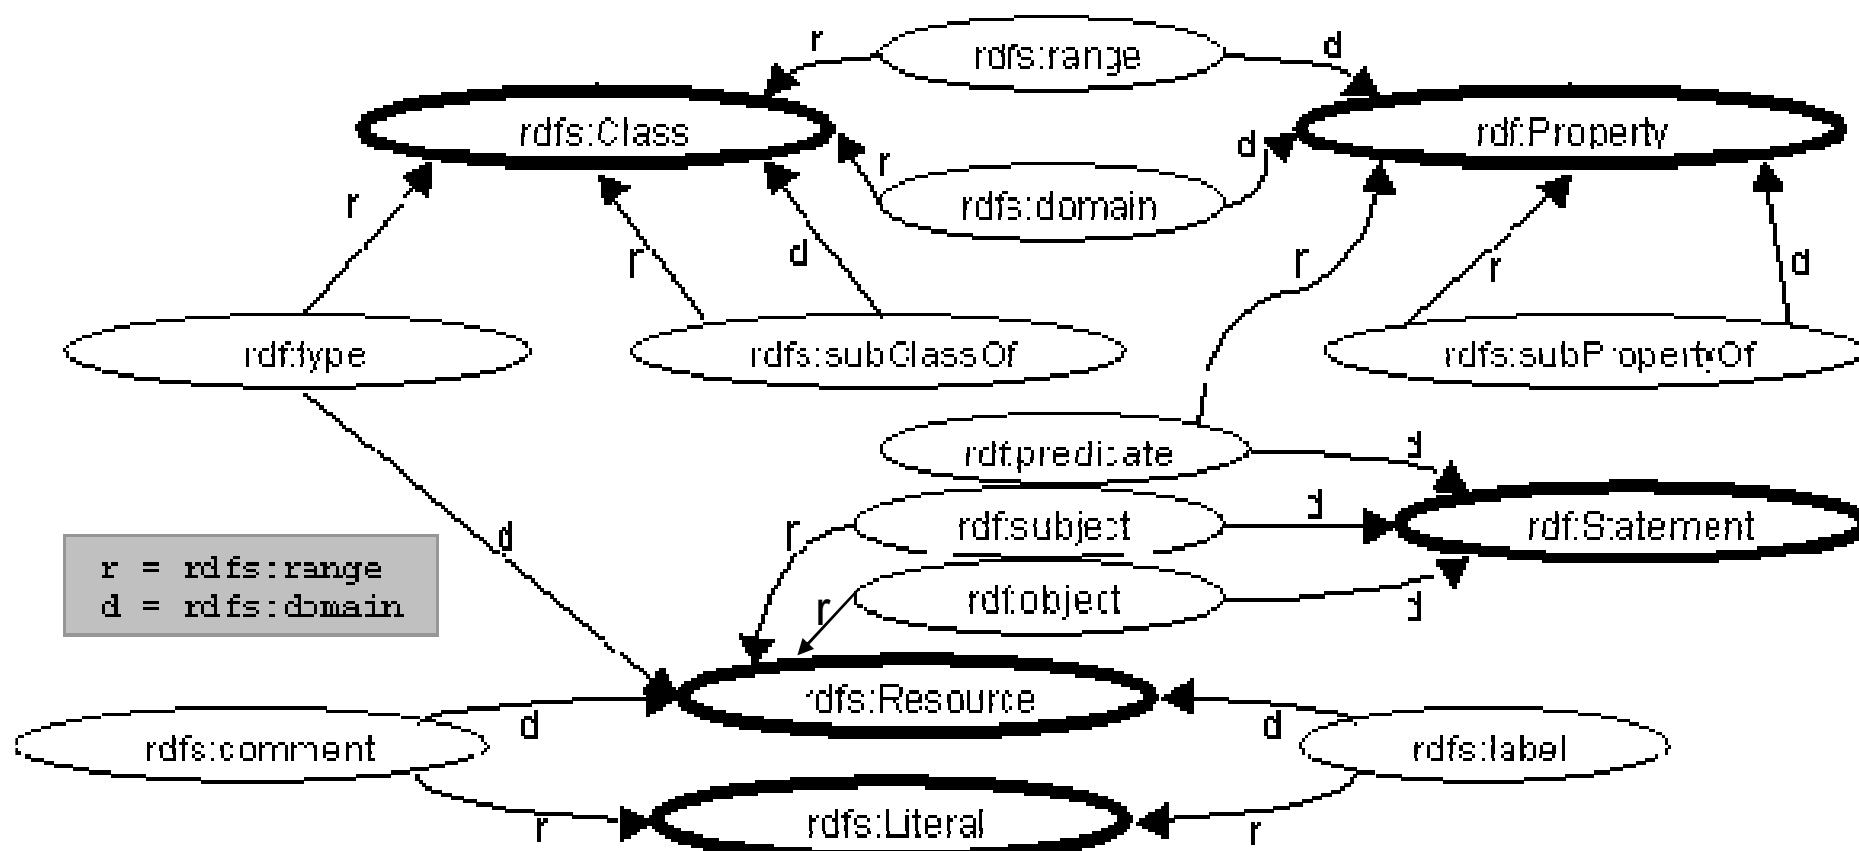 r
rdfs:range
d
rdfs:Class
rdf:Property
r
d
rdfs:domain
r
r
d
r
r
d
rdf:type
rdfs:subClassOf
rdfs:subPropertyOf
rdf:predicate
d
rdf:subject
d
rdf:Statement
r
d
r = rdfs:range
d = rdfs:domain
rdf:object
r
d
rdfs:Resource
d
d
rdfs:comment
rdfs:label
rdfs:Literal
r
r